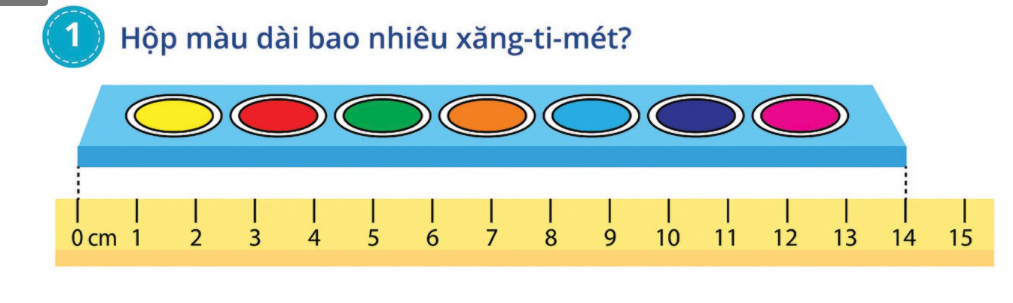 1 Hộp màu dài bao nhiêu xăng-ti-mét?
0 cm 1 2 3 4 5 6 7 8 9 10 11 12 13 14 15